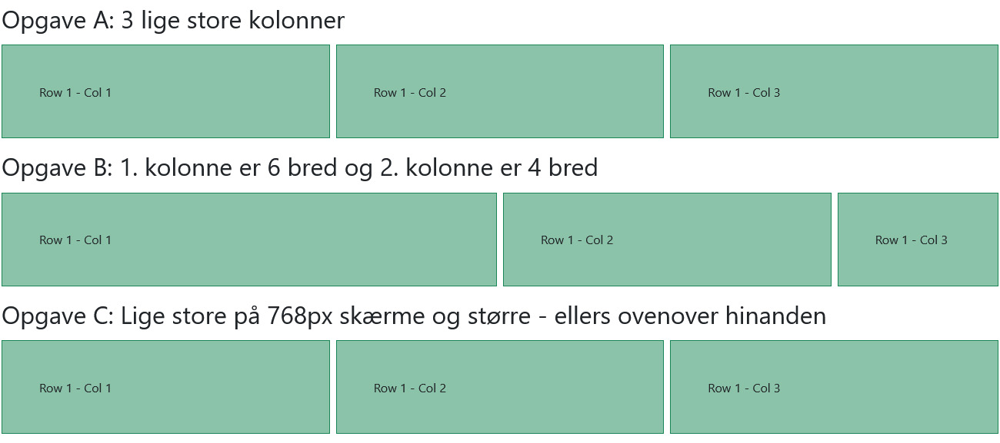 Opgave A: 3 lige store kolonner
Row 1 - Col 1
Row 1 - Col 2
Row 1 - Col 3
Opgave B: 1. kolonne er 6 bred og 2. kolonne er 4 bred
Row 1 - Col 1
Row 1 - Col 2
Row 1 - Col 3
Opgave C: Lige store på 768px skærme og større - ellers ovenover hinanden
Row 1 - Col 1
Row 1 - Col 2
Row 1 - Col 3